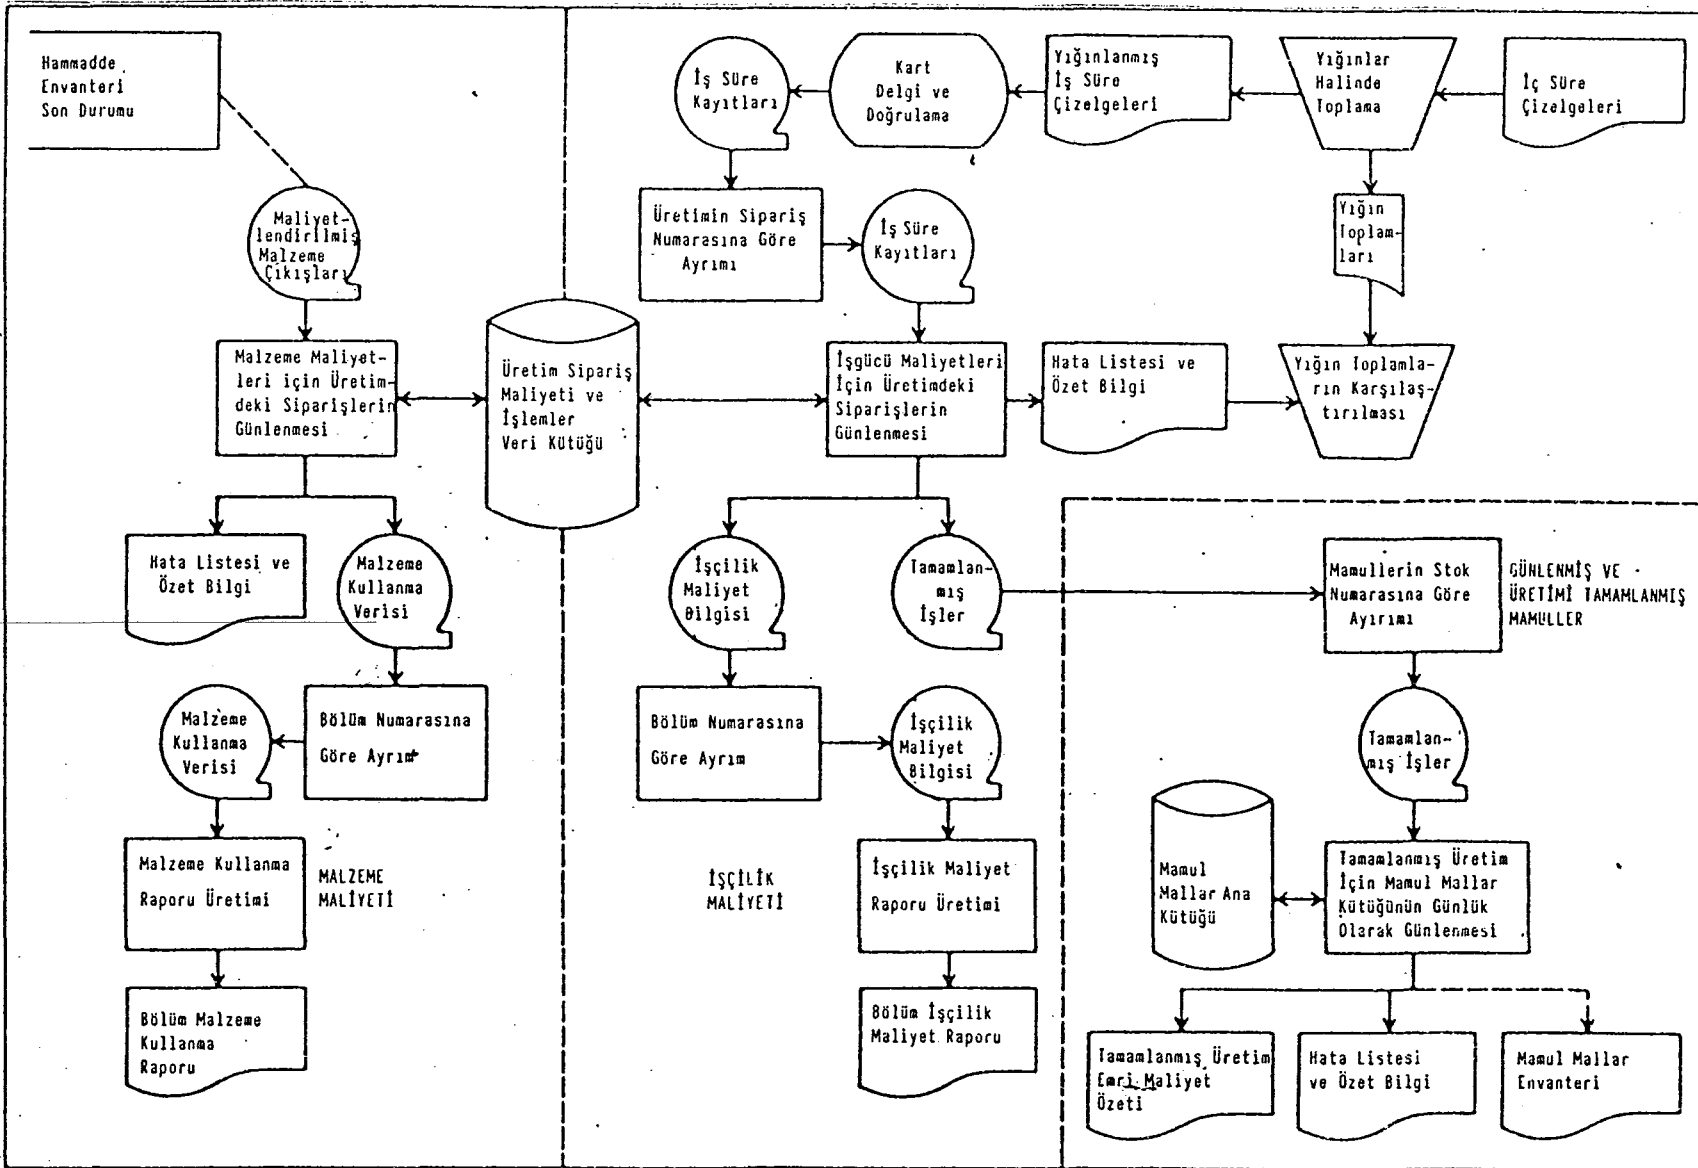 Hammadde
Envanteri
Son Durumu
Maliyet-
lendirilmiş
Malzeme
Çıkışları
Malzeme Maliyet-
leri için Üretim-
deki Siparişlerin
Günlenmesi
Hata Listesi ve
Özet Bilgi
Malzeme
Kullanma
Verisi
Malzeme
Kullanma
Verisi
Bölüm Numarasına
Göre Ayrım
Malzeme Kullanma
Raporu Üretimi
MALZEME
MALİYETİ
Bölüm Malzeme
Kullanma
Raporu
Üretim Sipariş
Maliyeti ve
İşlemler
Veri Kütüğü
İş Süre
Kayıtları
Kart
Delgi ve
Doğrulama
Yığınlanmış
İş Süre
Çizelgeleri
Yığınlar
Halinde
Toplama
İç Süre
Çizelgeleri
Üretimin Sipariş
Numarasına Göre
Ayrımı
İş Süre
Kayıtları
Yığın
Toplam-
ları
İşgücü Maliyetleri
İçin Üretimdeki
Siparişlerin
Günlenmesi
Hata Listesi ve
Özet Bilgi
Yığın Toplamla-
rın Karşılaş-
tırılması
İşçilik
Maliyet
Bilgisi
Tamamlan-
mış
İşler
Bölüm Numarasına
Göre Ayrım
İşçilik
Maliyet
Bilgisi
İŞÇİLİK
MALİYETİ
İşçilik Maliyet
Raporu Üretimi
Bölüm İşçilik
Maliyet Raporu
Mamullerin Stok
Numarasına Göre
Ayırımı
GÜNLENMİŞ VE
ÜRETİMİ TAMAMLANMIŞ
MAMULLER
Tamamlan-
mış İşler
Mamul
Mallar Ana
Kütüğü
Tamamlanmış Üretim
İçin Mamul Mallar
Kütüğünün Günlük
Olarak Günlenmesi
Tamamlanmış Üretim
Emri Maliyet
Özeti
Hata Listesi
ve Özet Bilgi
Mamul Mallar
Envanteri